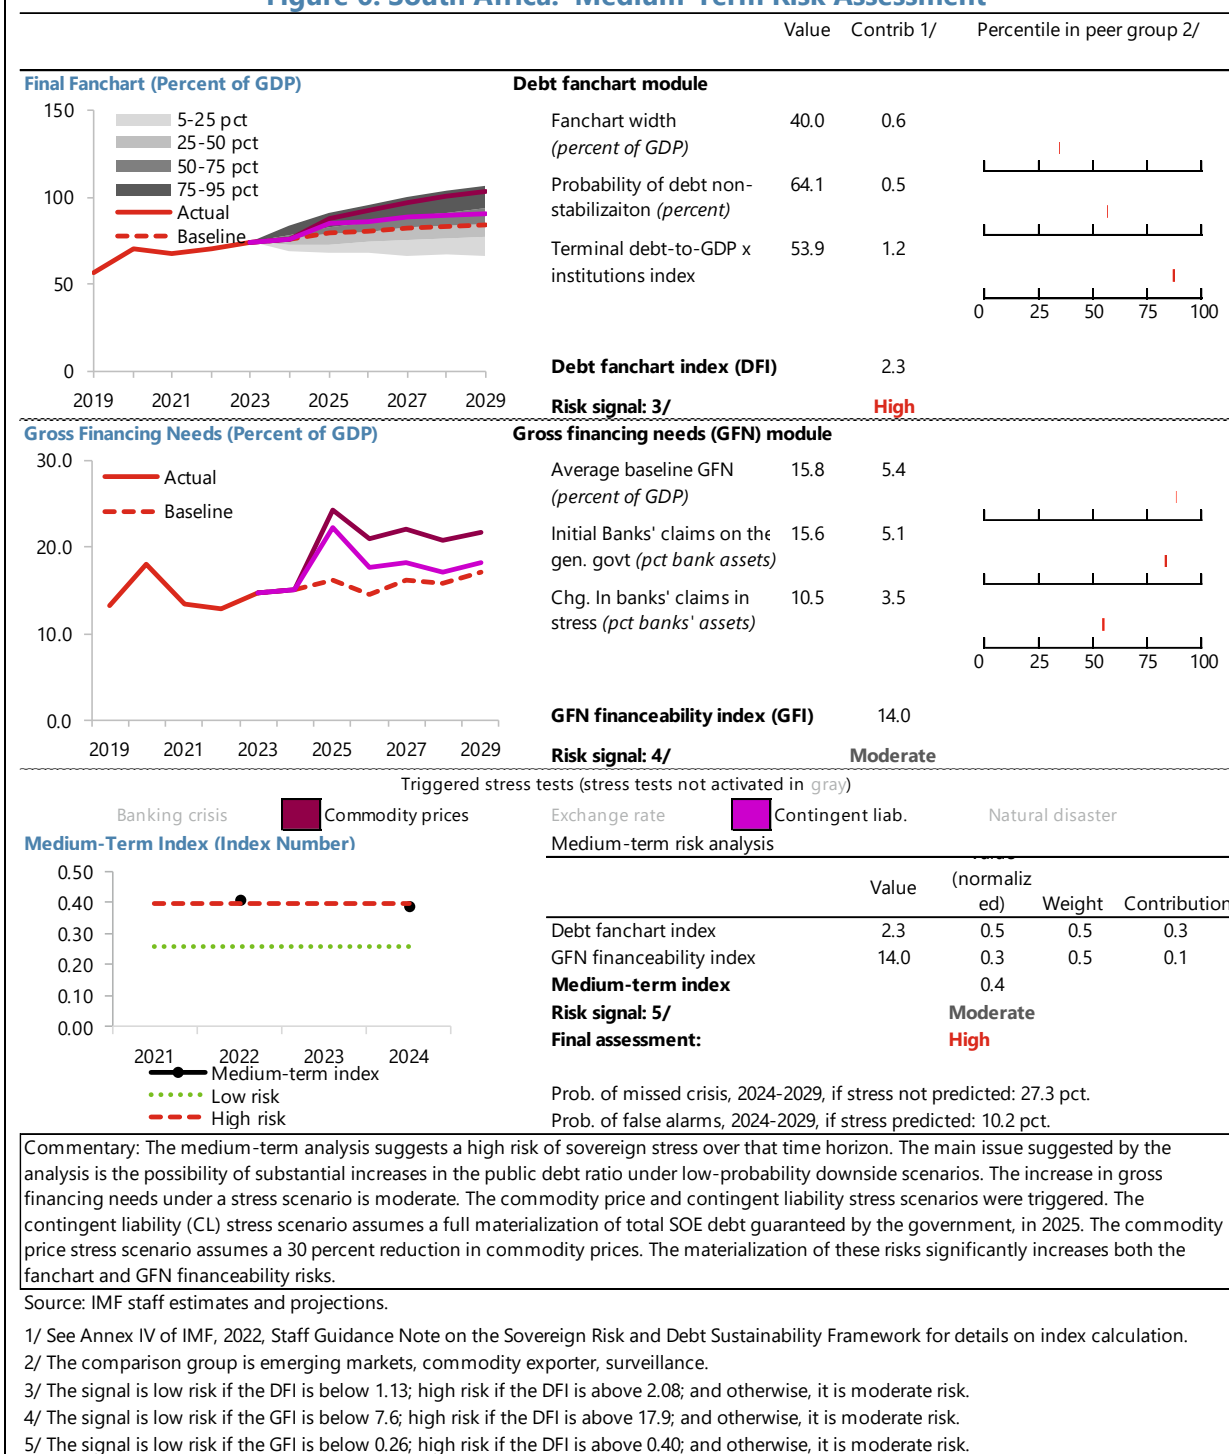 Figure 6. South Africa: Medium-Term Risk Assessment
Value Contrib 1/ Percentile in peer group 2/
Final Fanchart (Percent of GDP)
150
100
50
0
5-25 pct
25-50 pct
50-75 pct
75-95 pct
Actual
Baseline
2019 2021 2023 2025 2027 2029
Debt fanchart module
Fanchart width 40.0 0.6
(percent of GDP)
Probability of debt non- 64.1 0.5
stabilizaiton (percent)
Terminal debt-to-GDP x 53.9 1.2
institutions index
0 25 50 75 100
Debt fanchart index (DFI) 2.3
Risk signal: 3/ High
Gross Financing Needs (Percent of GDP)
30.0
20.0
10.0
0.0
Actual
Baseline
2019 2021 2023 2025 2027 2029
Gross financing needs (GFN) module
Average baseline GFN 15.8 5.4
(percent of GDP)
Initial Banks' claims on the 15.6 5.1
gen. govt (pct bank assets)
Chg. In banks' claims in 10.5 3.5
stress (pct banks' assets)
0 25 50 75 100
GFN financeability index (GFI) 14.0
Risk signal: 4/ Moderate
Triggered stress tests (stress tests not activated in gray)
Banking crisis Commodity prices Exchange rate Contingent liab. Natural disaster
Medium-Term Index (Index Number)
0.50
0.40
0.30
0.20
0.10
0.00
2021 2022 2023 2024
Medium-term index
Low risk
High risk
Medium-term risk analysis
Value
(normaliz
ed)
Value Weight Contribution
Debt fanchart index 2.3 0.5 0.5 0.3
GFN financeability index 14.0 0.3 0.5 0.1
Medium-term index 0.4
Risk signal: 5/ Moderate
Final assessment: High
Prob. of missed crisis, 2024-2029, if stress not predicted: 27.3 pct.
Prob. of false alarms, 2024-2029, if stress predicted: 10.2 pct.
Commentary: The medium-term analysis suggests a high risk of sovereign stress over that time horizon. The main issue suggested by the
analysis is the possibility of substantial increases in the public debt ratio under low-probability downside scenarios. The increase in gross
financing needs under a stress scenario is moderate. The commodity price and contingent liability stress scenarios were triggered. The
contingent liability (CL) stress scenario assumes a full materialization of total SOE debt guaranteed by the government, in 2025. The commodity
price stress scenario assumes a 30 percent reduction in commodity prices. The materialization of these risks significantly increases both the
fanchart and GFN financeability risks.
Source: IMF staff estimates and projections.
1/ See Annex IV of IMF, 2022, Staff Guidance Note on the Sovereign Risk and Debt Sustainability Framework for details on index calculation.
2/ The comparison group is emerging markets, commodity exporter, surveillance.
3/ The signal is low risk if the DFI is below 1.13; high risk if the DFI is above 2.08; and otherwise, it is moderate risk.
4/ The signal is low risk if the GFI is below 7.6; high risk if the DFI is above 17.9; and otherwise, it is moderate risk.
5/ The signal is low risk if the GFI is below 0.26; high risk if the DFI is above 0.40; and otherwise, it is moderate risk.